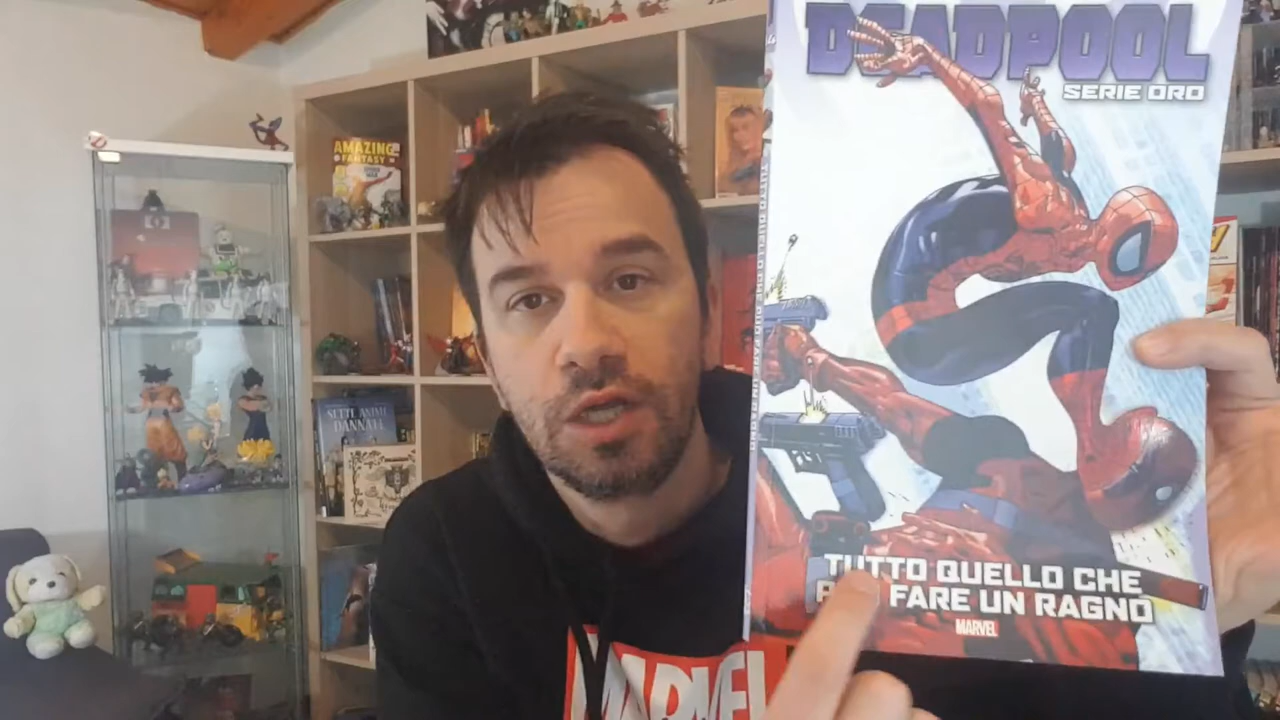 DEADPOOL
SERIE ORO
AMAZING
FANTASY
SETTE ANIME
DANNATE
TUTTO QUELLO CHE
FARE UN RAGNO
MARVEL
MARVEL